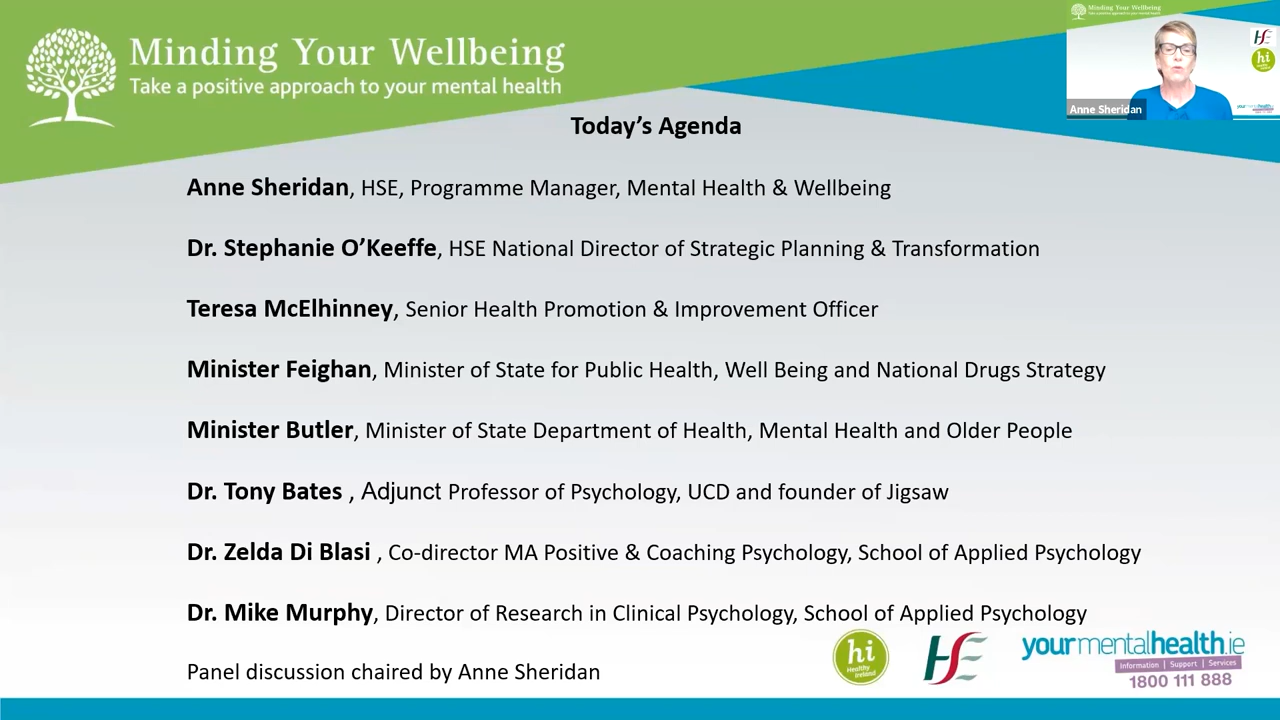 Minding Your Wellbeing
Take a positive approach to your mental health
Minding Your Wellbeing
hi
Anne Sheridan
Today's Agenda
Anne Sheridan, HSE, Programme Manager, Mental Health & Wellbeing
Dr. Stephanie O'Keeffe, HSE National Director of Strategic Planning & Transformation
Teresa McElhinney, Senior Health Promotion & Improvement Officer
Minister Feighan, Minister of State for Public Health, Well Being and National Drugs Strategy
Minister Butler, Minister of State Department of Health, Mental Health and Older People
Dr. Tony Bates , Adjunct Professor of Psychology, UCD and founder of Jigsaw
Dr. Zelda Di Blasi , Co-director MA Positive & Coaching Psychology, School of Applied Psychology
Dr. Mike Murphy, Director of Research in Clinical Psychology, School of Applied Psychology
Panel discussion chaired by Anne Sheridan
hi
Healthy
Ireland
HSE
yourmentalhealth.ie
Information | Support | Services
1800 111 888